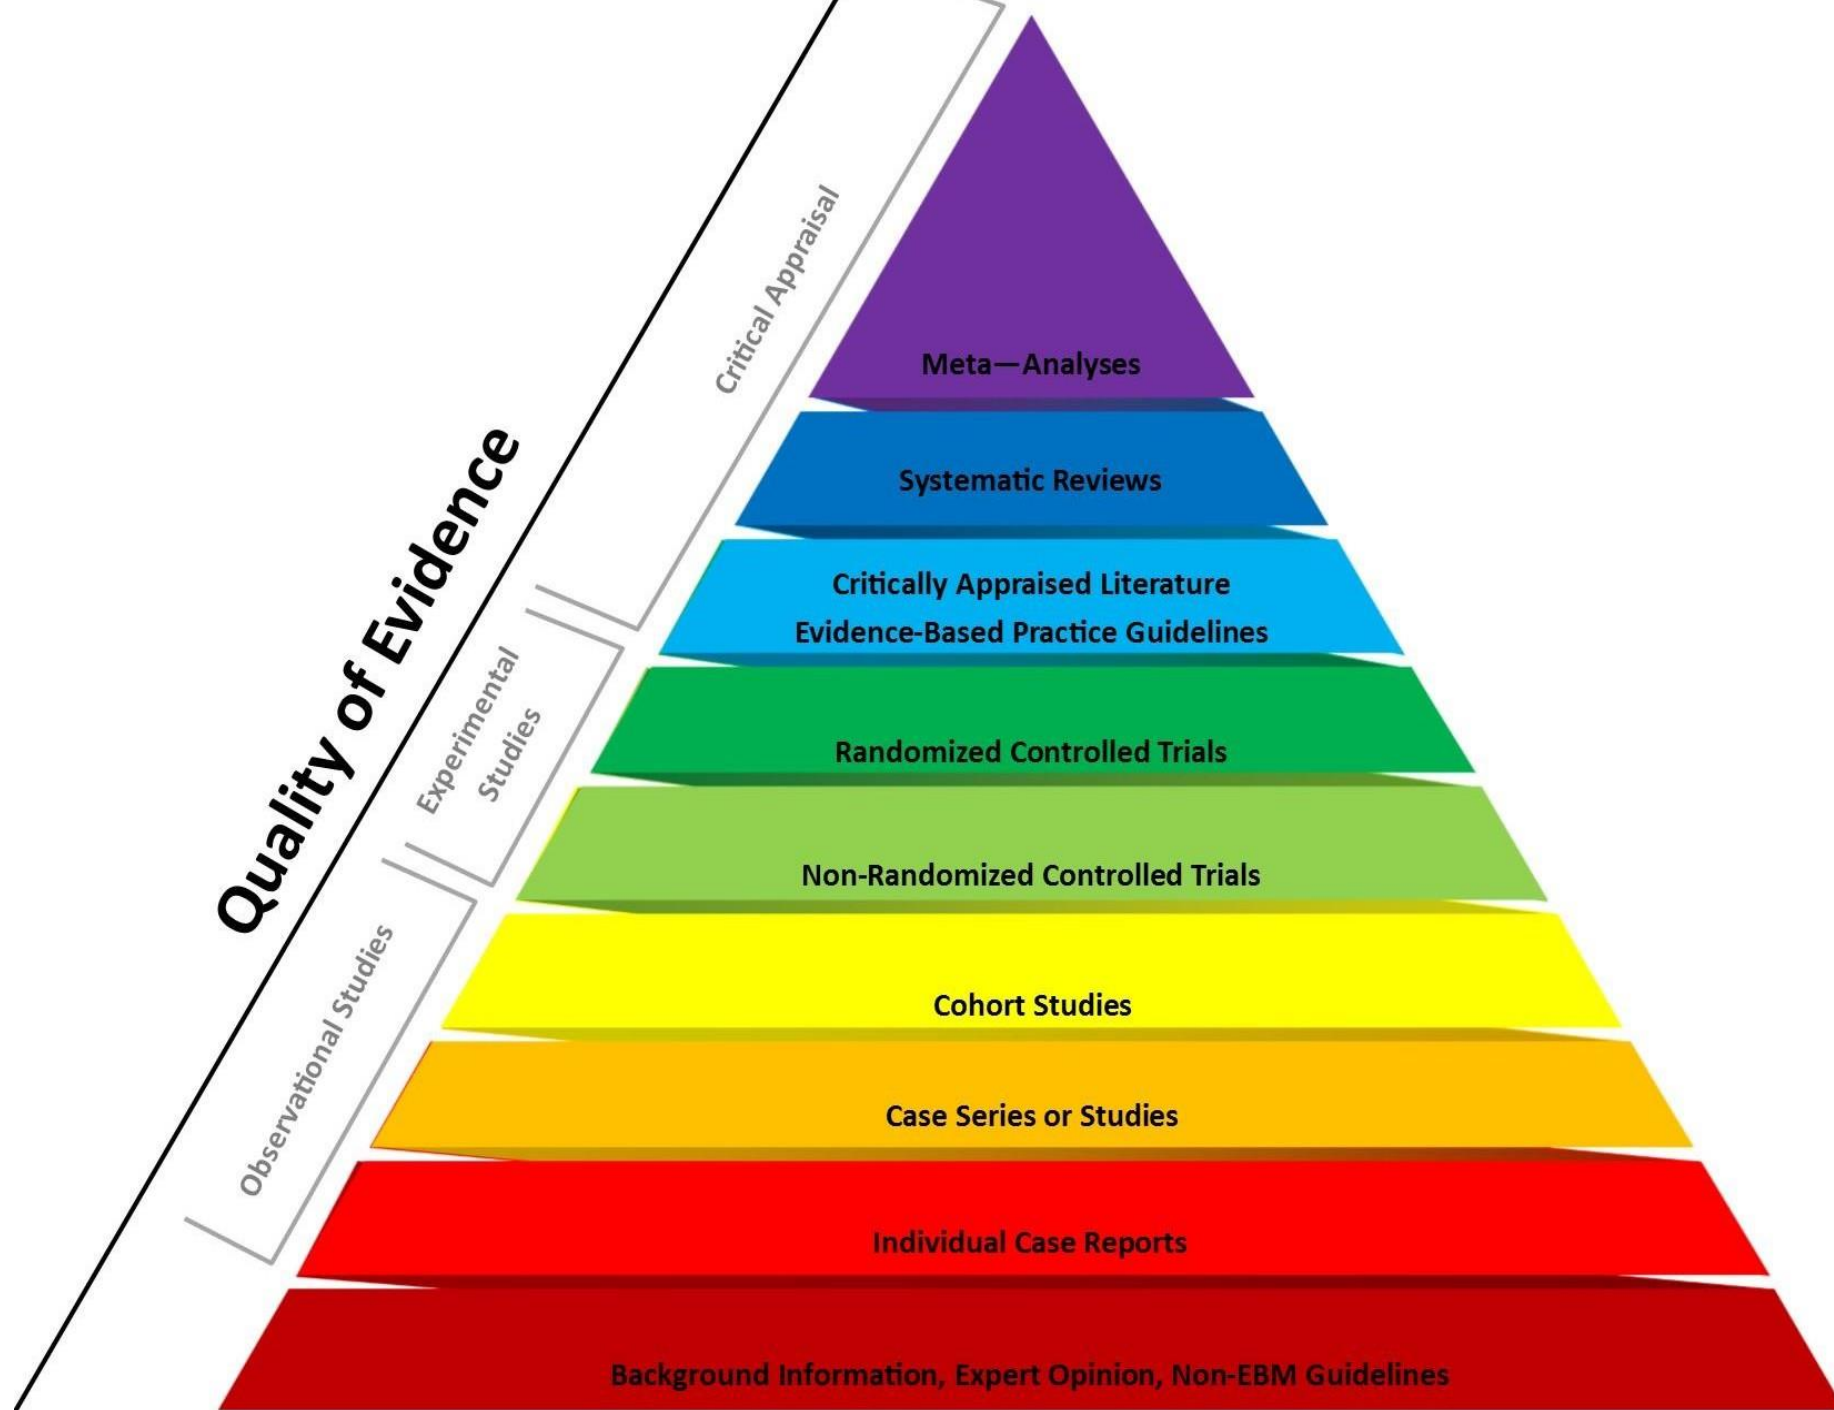 Quality of Evidence
Critical Appraisal
Experimental
Studies
Observational Studies
Meta—Analyses
Systematic Reviews
Critically Appraised Literature
Evidence-Based Practice Guidelines
Randomized Controlled Trials
Non-Randomized Controlled Trials
Cohort Studies
Case Series or Studies
Individual Case Reports
Background Information, Expert Opinion, Non-EBM Guidelines